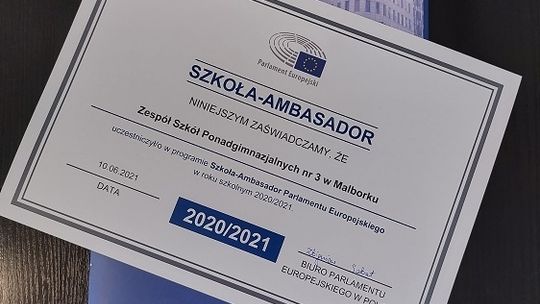 Parlament Europejski
SZKOŁA-AMBASADOR
NINIEJSZYM ZAŚWIADCZAMY, ŻE
Zespół Szkół Ponadgimnazjalnych nr 3 w Malborku
uczestniczyło w programie Szkoła-Ambasador Parlamentu Europejskiego
w roku szkolnym 2020/2021.
10.06.2021
DATA
2020/2021
BIURO PARLAMENTU
EUROPEJSKIEGO W